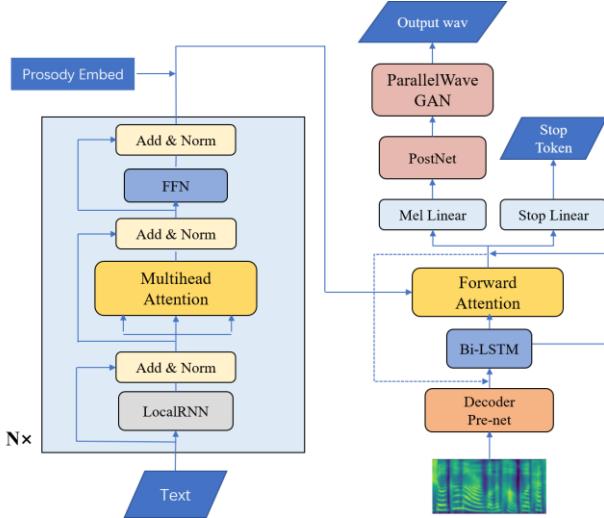 Output wav
Prosody Embed
ParallelWave
GAN
Add & Norm
Stop
Token
PostNet
FFN
Mel Linear
Stop Linear
Add & Norm
Multihead
Attention
Forward
Attention
Bi-LSTM
Add & Norm
LocalRNN
Decoder
Pre-net
N×
Text